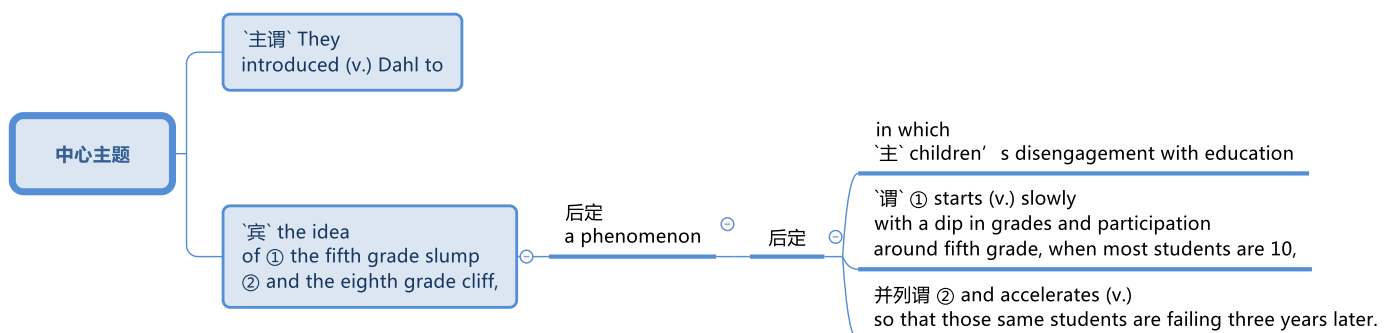 中心主题
`主谓` They
introduced (v.) Dahl to
`宾` the idea
of ① the fifth grade slump
② and the eighth grade cliff,
后定
a phenomenon
后定
in which
`主` children’s disengagement with education
`谓` ① starts (v.) slowly
with a dip in grades and participation
around fifth grade, when most students are 10,
并列谓 ② and accelerates (v.)
so that those same students are failing three years later.